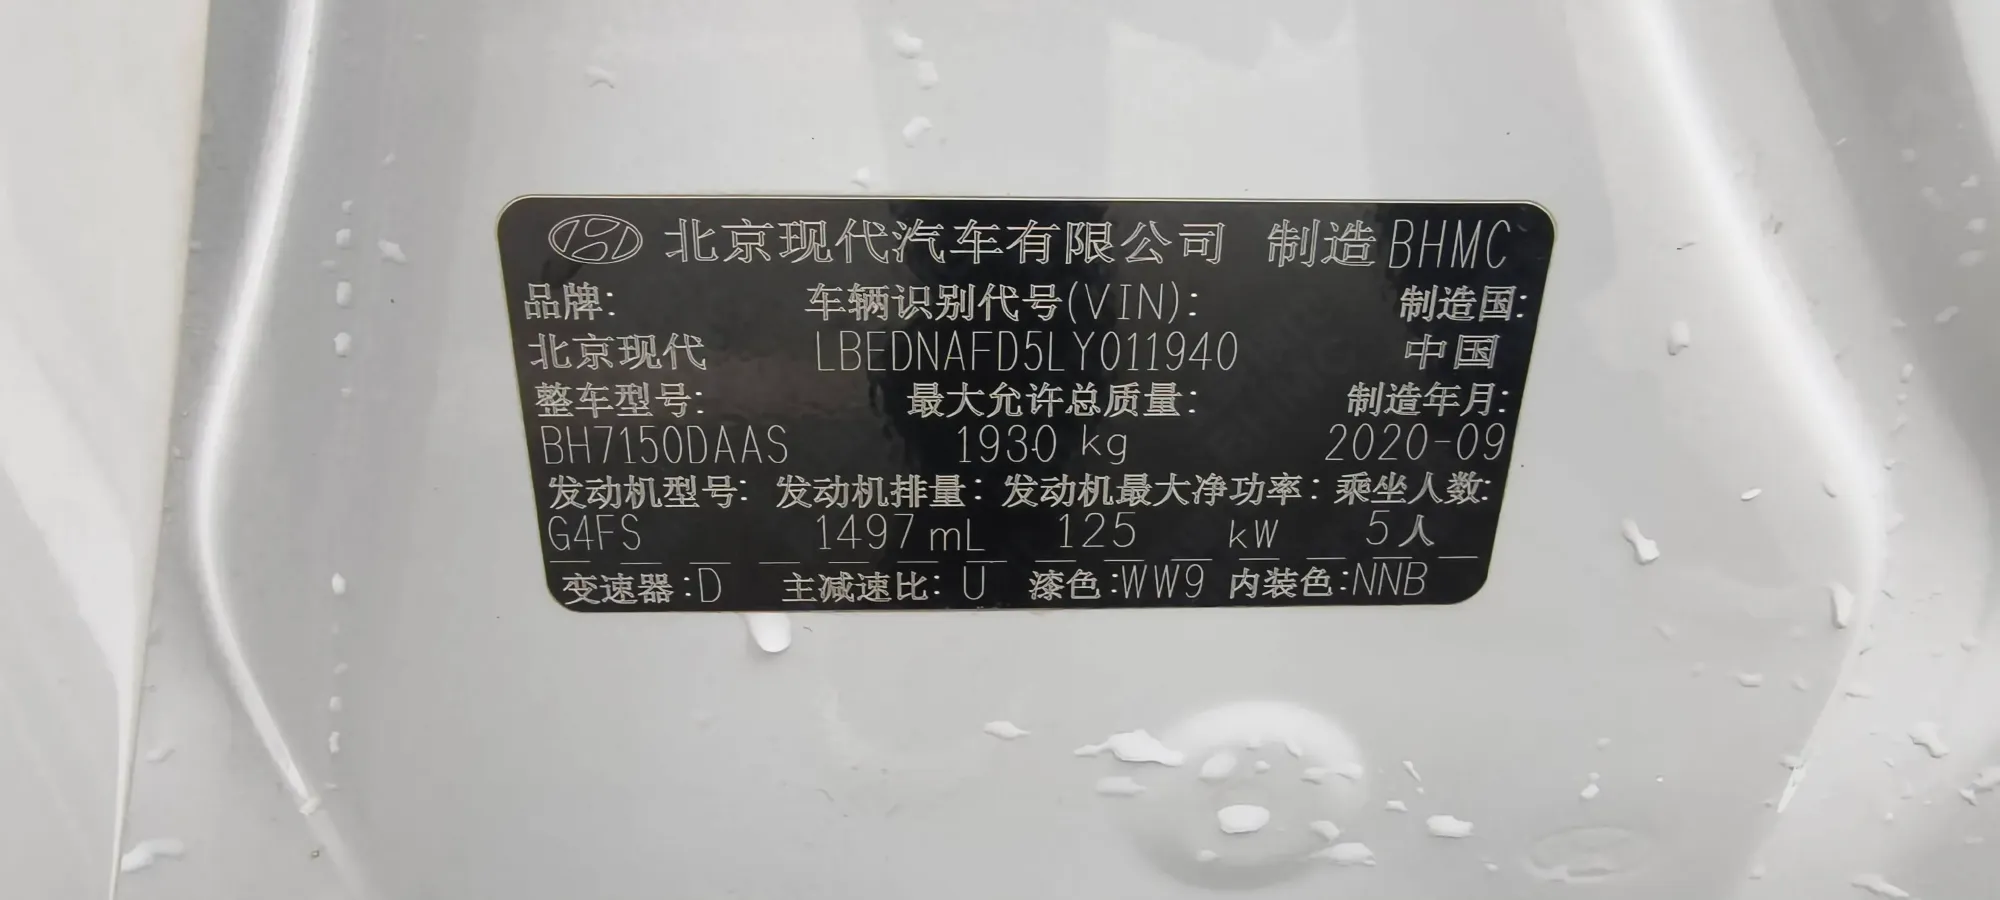 北京现代汽车有限公司 制造 BHMC
品牌: 车辆识别代号(VIN): 制造国:
北京现代 LBEDNAFD5LY011940 中国
整车型号: 最大允许总质量: 制造年月:
BH7150DAAS 1930 kg 2020-09
发动机型号: 发动机排量: 发动机最大净功率: 乘坐人数:
G4FS 1497 mL 125 kW 5人
变速器:D 主减速比: U 漆色:WW9 内装色:NNB